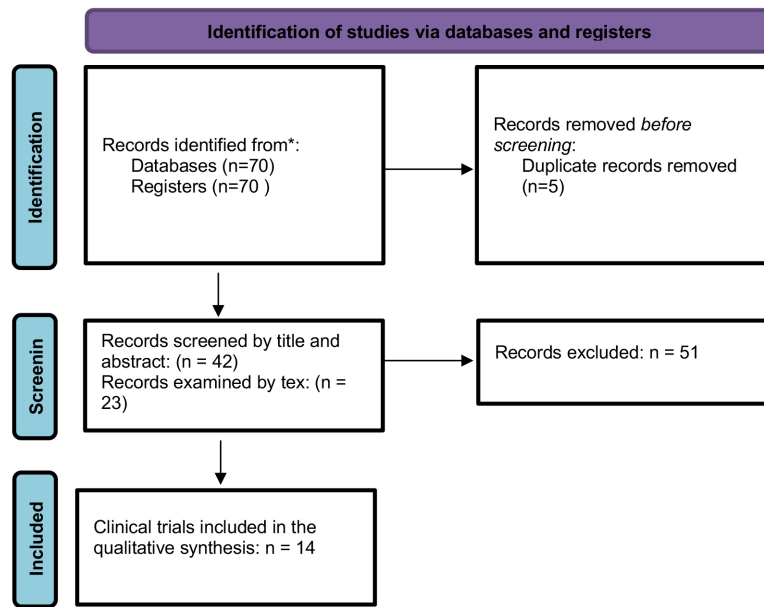 Identification of studies via databases and registers
Identification
Records identified from*:
Databases (n=70)
Registers (n=70 )
Records removed before
screening:
Duplicate records removed
(n=5)
Screenin
Records screened by title and
abstract: (n = 42)
Records examined by tex: (n =
23)
Records excluded: n = 51
Included
Clinical trials included in the
qualitative synthesis: n = 14